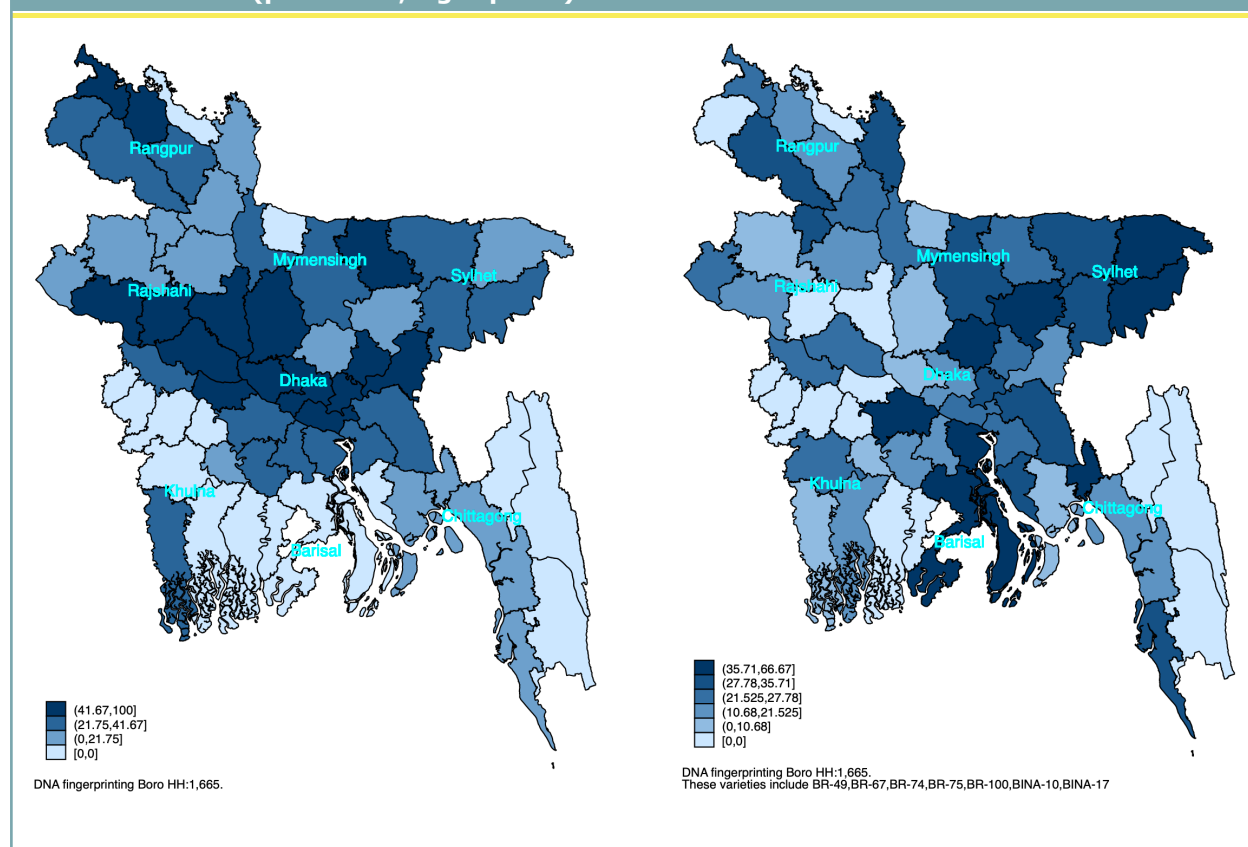 Rangpur
Mymensingh
Sylhet
Rajshahi
Dhaka
Khulna
Chittagong
Barisal
(41.67,100]
(21.75,41.67]
(0,21.75]
[0,0]
DNA fingerprinting Boro HH:1,665.
Rangpur
Mymensingh
Sylhet
Rajshahi
Dhaka
Khulna
Chittagong
Barisal
(35.71,66.67]
(27.78,35.71]
(21.525,27.78]
(10.68,21.525]
(0,10.68]
[0,0]
DNA fingerprinting Boro HH:1,665.
These varieties include BR-49,BR-67,BR-74,BR-75,BR-100,BINA-10,BINA-17